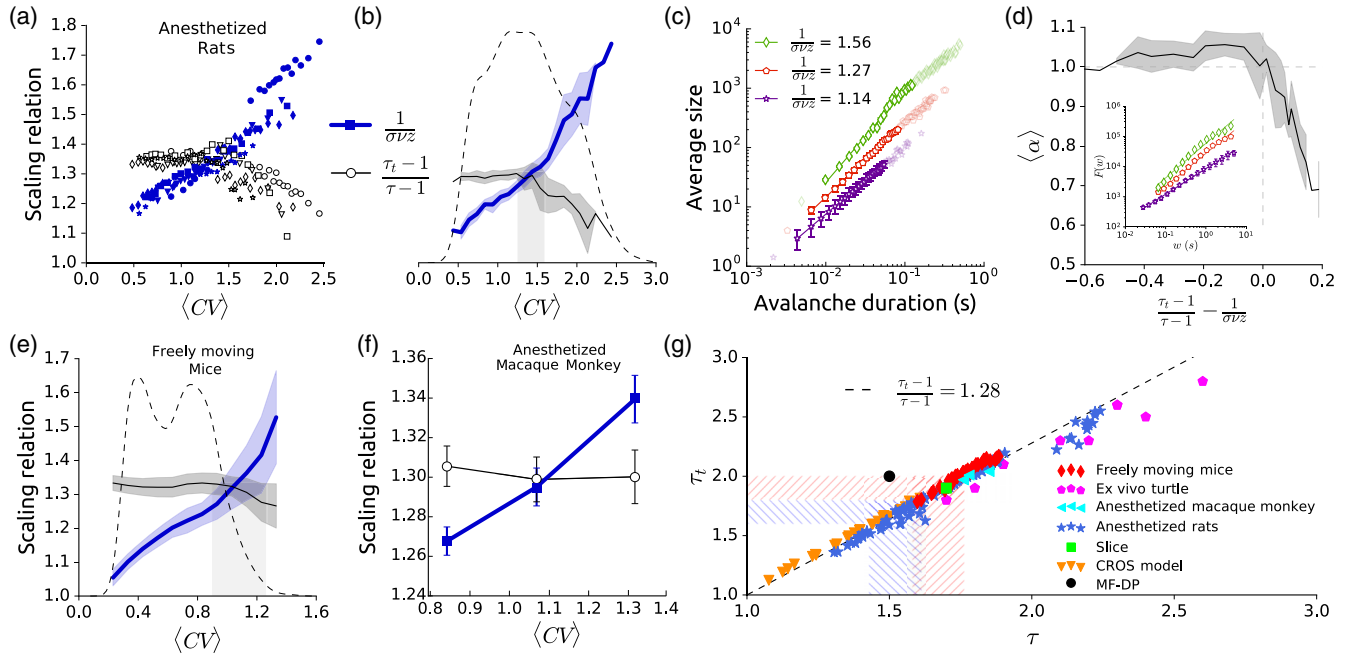 (a)
Anesthetized
Rats
Scaling relation
1.8
1.7
1.6
1.5
1.4
1.3
1.2
1.1
1.0
0.0 0.5 1.0 1.5 2.0 2.5
⟨CV⟩
1/σνz
τt − 1/τ − 1
(b)
0.0 0.5 1.0 1.5 2.0 2.5 3.0
⟨CV⟩
(c)
1/σνz = 1.56
1/σνz = 1.27
1/σνz = 1.14
Average size
10^4
10^3
10^2
10^1
10^0
10^-3 10^-2 10^-1 10^0
Avalanche duration (s)
(d)
⟨α⟩
1.1
1.0
0.9
0.8
0.7
0.6
0.5
F(w)
10^6
10^5
10^4
10^3
10^2
10^-2 10^-1 10^0 10^1
w (s)
−0.6 −0.4 −0.2 0.0 0.2
τt − 1/τ − 1 − 1/σνz
(e)
Freely moving
Mice
Scaling relation
1.7
1.6
1.5
1.4
1.3
1.2
1.1
1.0
0.0 0.4 0.8 1.2 1.6
⟨CV⟩
(f)
Anesthetized
Macaque Monkey
Scaling relation
1.36
1.34
1.32
1.30
1.28
1.26
1.24
0.8 0.9 1.0 1.1 1.2 1.3 1.4
⟨CV⟩
(g)
τt − 1/τ − 1 = 1.28
τt
3.0
2.5
2.0
1.5
1.0
1.0 1.5 2.0 2.5 3.0
τ
Freely moving mice
Ex vivo turtle
Anesthetized macaque monkey
Anesthetized rats
Slice
CROS model
MF-DP